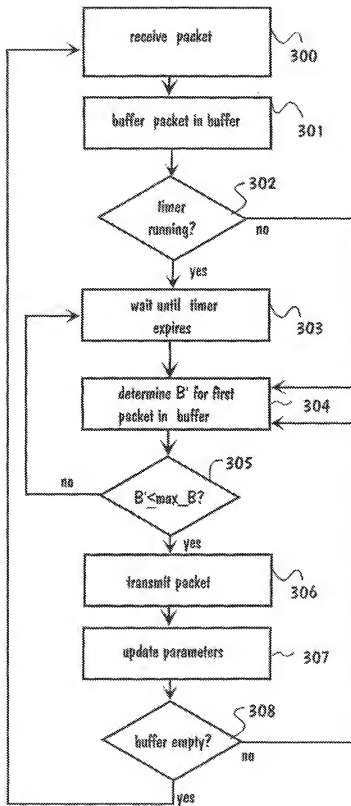 receive packet
300
buffer packet in buffer
301
302
timer
running?
no
yes
wait until timer
expires
303
determine B' for first
packet in buffer
304
305
no
B'≤max_B?
yes
transmit packet
306
update parameters
307
308
buffer empty?
no
yes